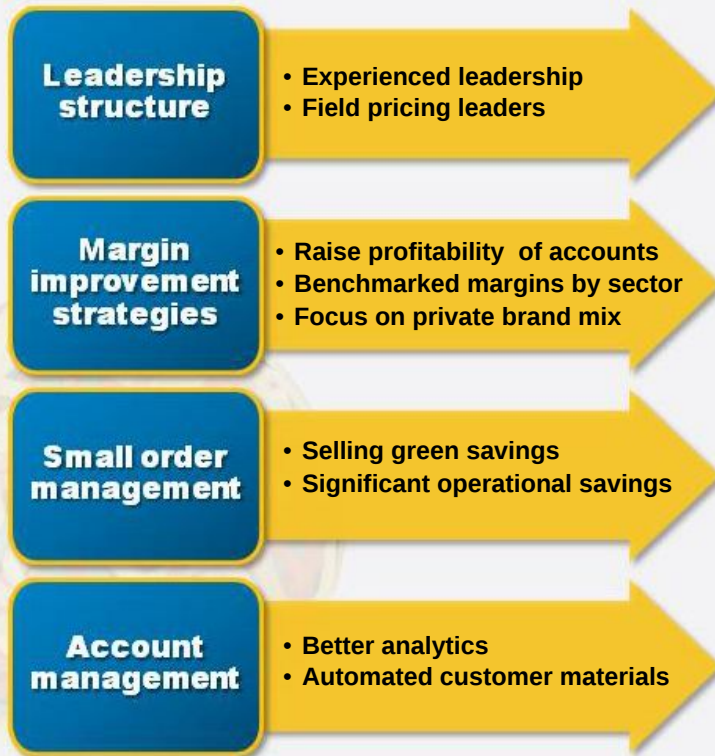 Leadership
structure
• Experienced leadership
• Field pricing leaders
Margin
improvement
strategies
• Raise profitability of accounts
• Benchmarked margins by sector
• Focus on private brand mix
Small order
management
• Selling green savings
• Significant operational savings
Account
management
• Better analytics
• Automated customer materials